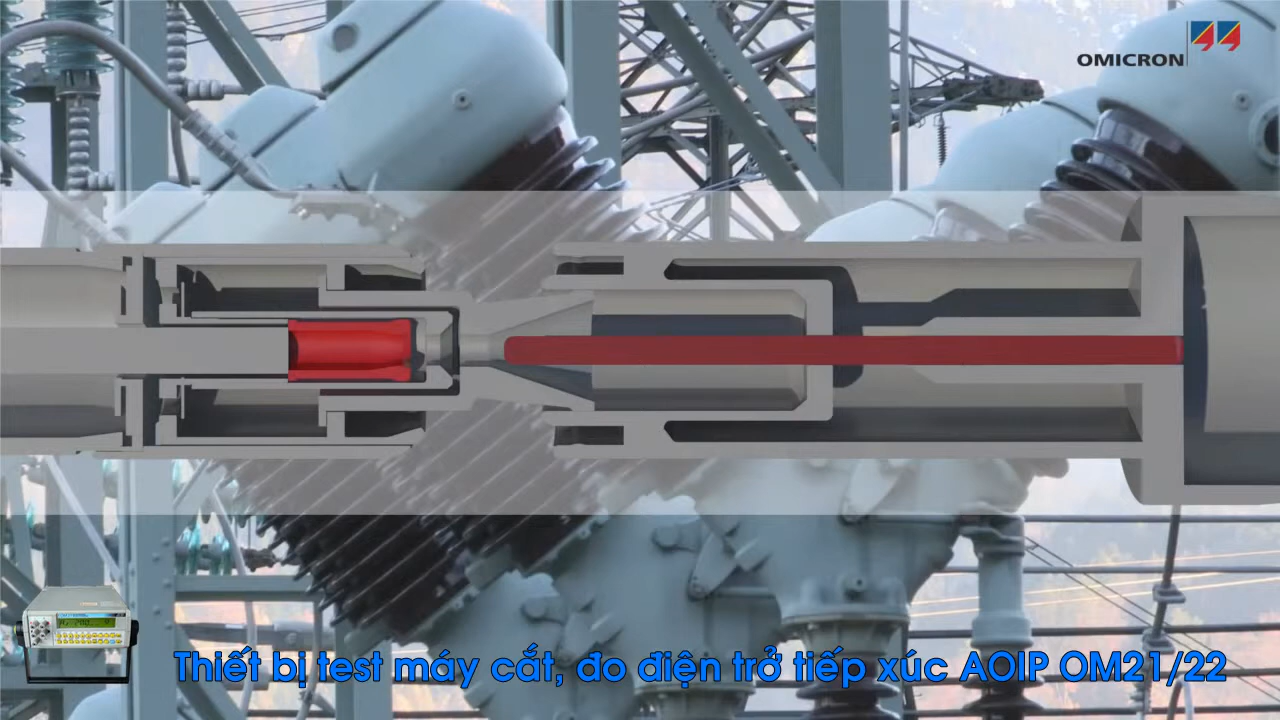 OMICRON
Thiết bị test máy cắt, đo điện trở tiếp xúc AOIP OM21/22